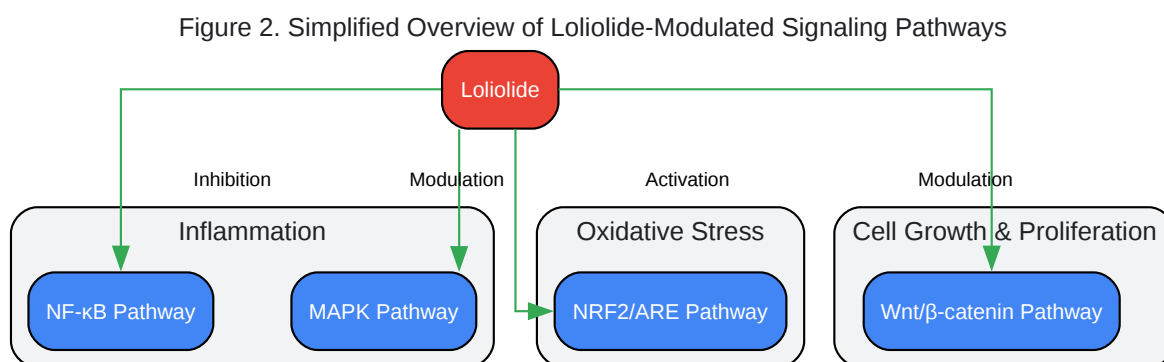 Figure 2. Simplified Overview of Loliolide-Modulated Signaling Pathways
Loliolide
Inhibition
Modulation
Activation
Modulation
Inflammation
Oxidative Stress
Cell Growth & Proliferation
NF-κB Pathway
MAPK Pathway
NRF2/ARE Pathway
Wnt/β-catenin Pathway